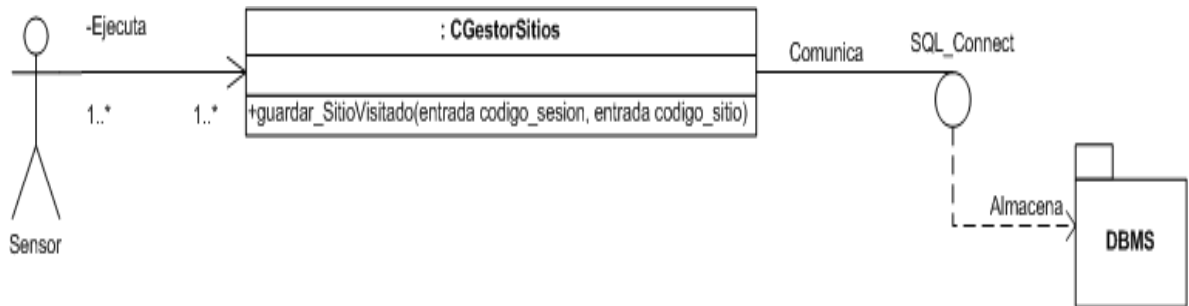 -Ejecuta
1..*
1..*
Sensor
: CGestorSitios
+guardar_SitioVisitado(entrada codigo_sesion, entrada codigo_sitio)
Comunica
SQL_Connect
Almacena
DBMS